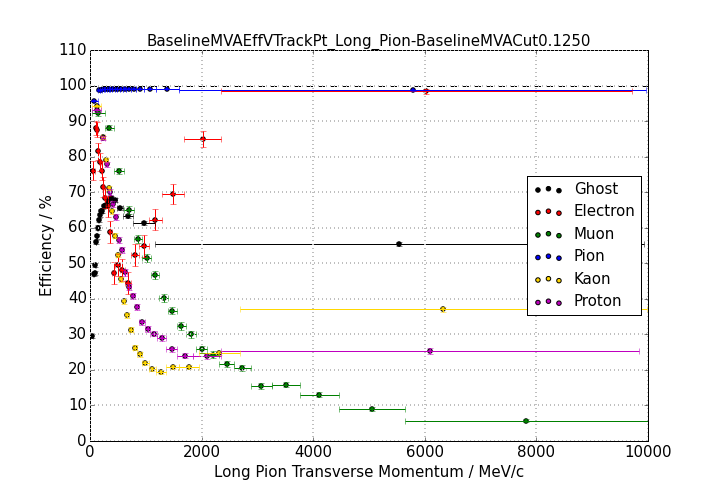 BaselineMVAEffVTrackPt_Long_Pion-BaselineMVACut0.1250
110
100
90
80
70
60
50
40
30
20
10
0
Efficiency / %
Ghost
Electron
Muon
Pion
Kaon
Proton
0 2000 4000 6000 8000 10000
Long Pion Transverse Momentum / MeV/c